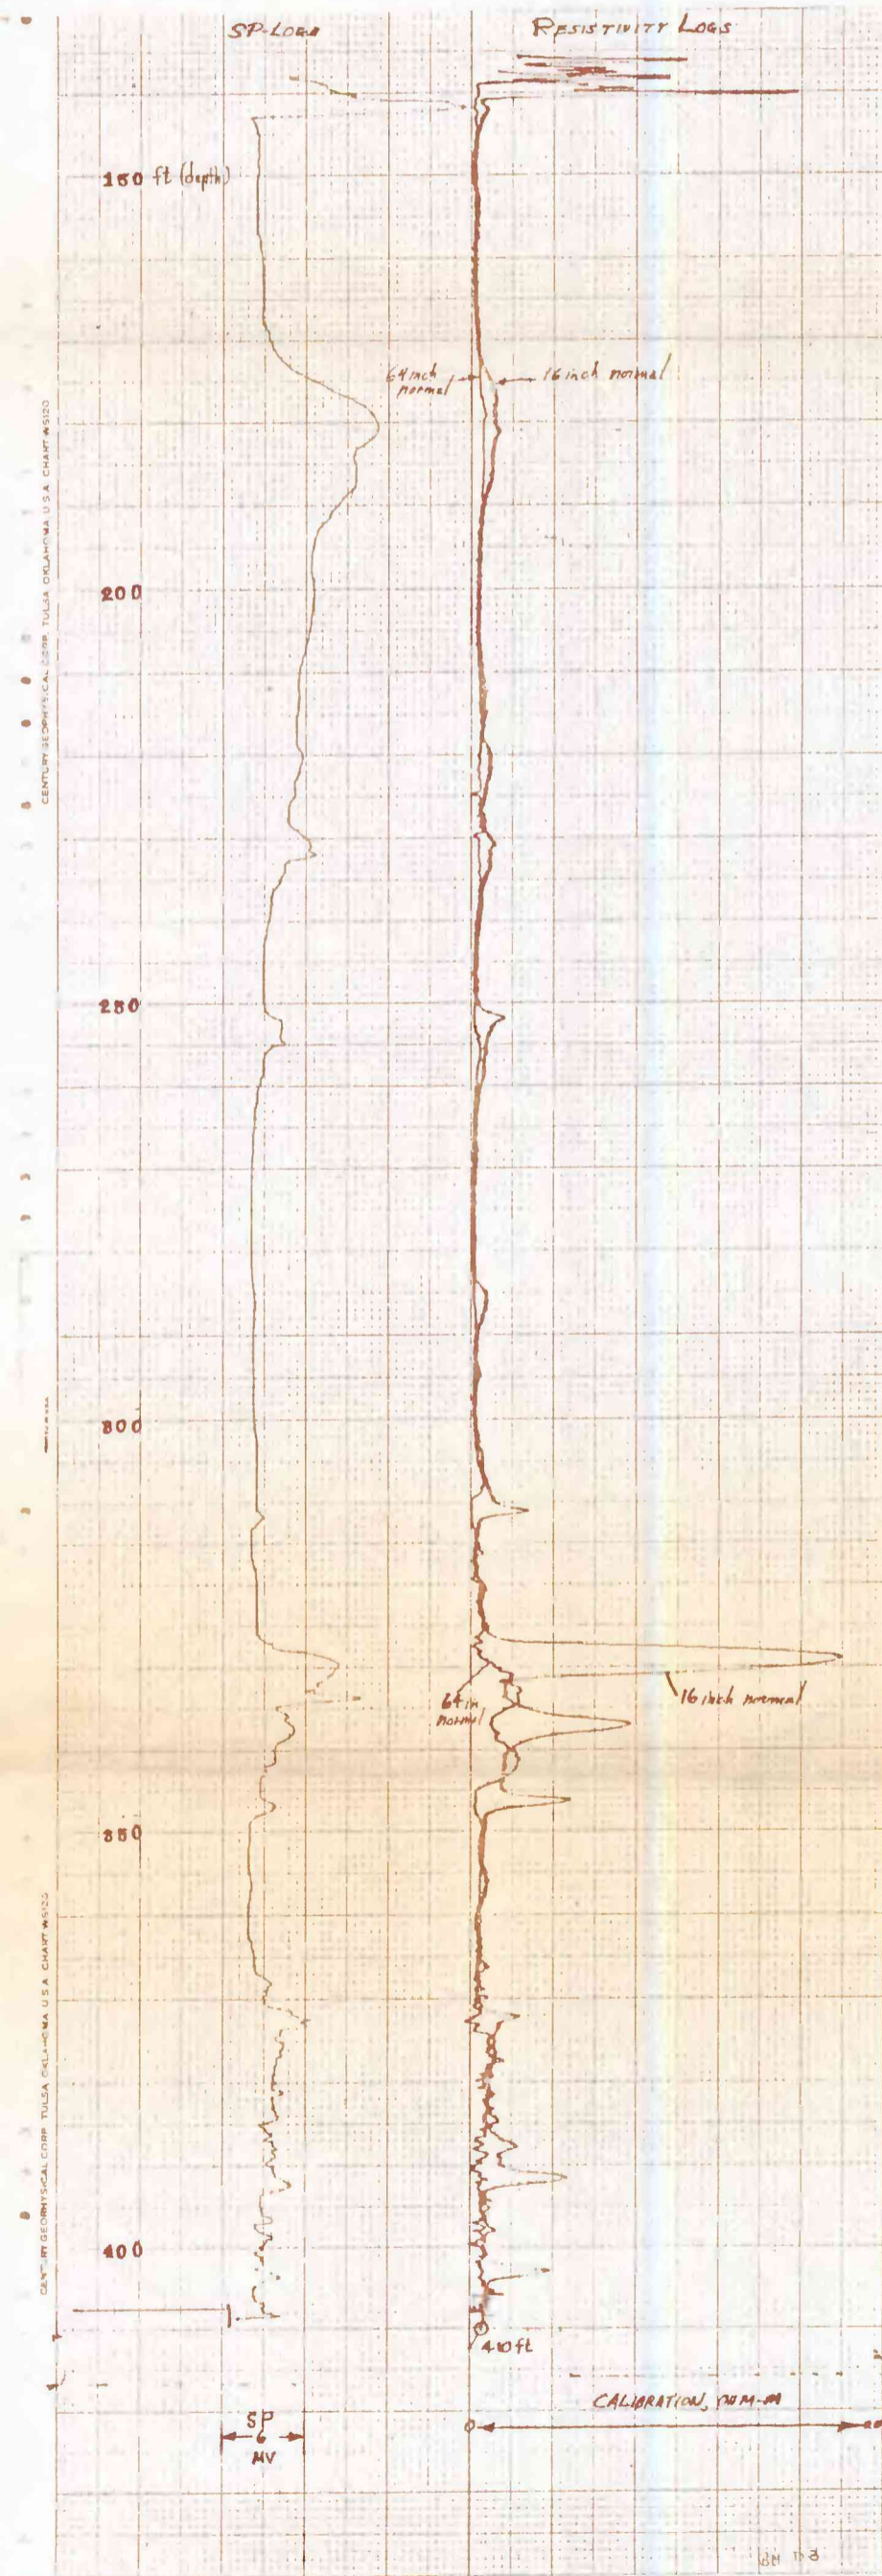 SP-LOGS
RESISTIVITY LOGS
150 ft (depth)
64 inch
normal
16 inch normal
CENTURY GEOPHYSICAL CORP. TULSA, OKLAHOMA U.S.A. CHART WS120
200
250
300
64 in
normal
16 inch normal
350
CENTURY GEOPHYSICAL CORP. TULSA, OKLAHOMA U.S.A. CHART WS120
400
410 ft
CALIBRATION, OHM-M
0
SP
6
MV